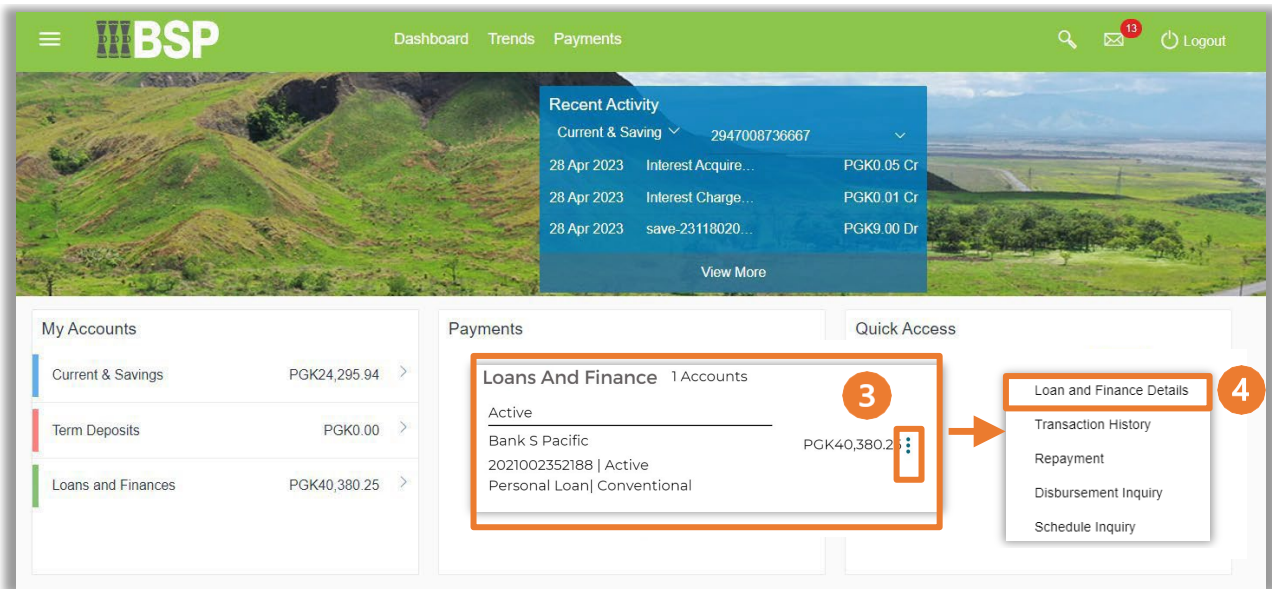 BSP
Dashboard Trends Payments
13
Logout
Recent Activity
Current & Saving 2947008736667
28 Apr 2023 Interest Acquire... PGK0.05 Cr
28 Apr 2023 Interest Charge... PGK0.01 Cr
28 Apr 2023 save-23118020... PGK9.00 Dr
View More
My Accounts
Current & Savings PGK24,295.94
Term Deposits PGK0.00
Loans and Finances PGK40,380.25
Payments
Loans And Finance 1 Accounts
3
Active
Bank S Pacific PGK40,380.25
2021002352188 | Active
Personal Loan| Conventional
Quick Access
Loan and Finance Details
4
Transaction History
Repayment
Disbursement Inquiry
Schedule Inquiry